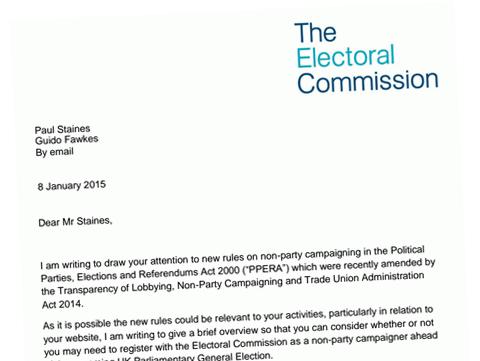 The
Electoral
Commission
Paul Staines
Guido Fawkes
By email
8 January 2015
Dear Mr Staines,
I am writing to draw your attention to new rules on non-party campaigning in the Political
Parties, Elections and Referendums Act 2000 (“PPERA”) which were recently amended by
the Transparency of Lobbying, Non-Party Campaigning and Trade Union Administration
Act 2014.
As it is possible the new rules could be relevant to your activities, particularly in relation to
your website, I am writing to give a brief overview so that you can consider whether or not
you may need to register with the Electoral Commission as a non-party campaigner ahead
UK Parliamentary General Election.